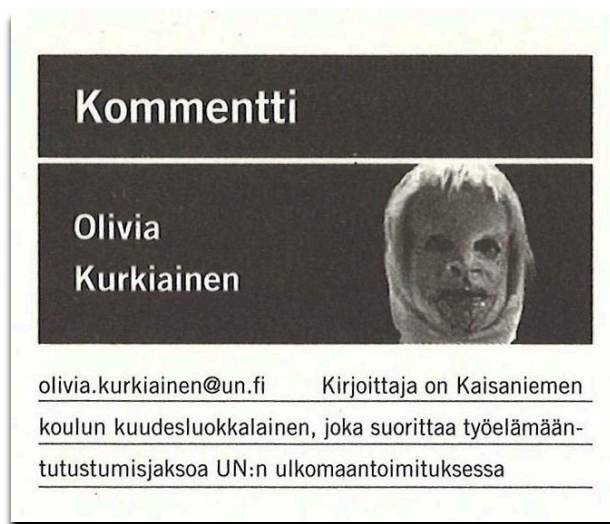 Kommentti
Olivia
Kurkiainen
olivia.kurkiainen@un.fi Kirjoittaja on Kaisaniemen
koulun kuudesluokkalainen, joka suorittaa työelämään-
tutustumisjaksoa UN:n ulkomaantoimituksessa